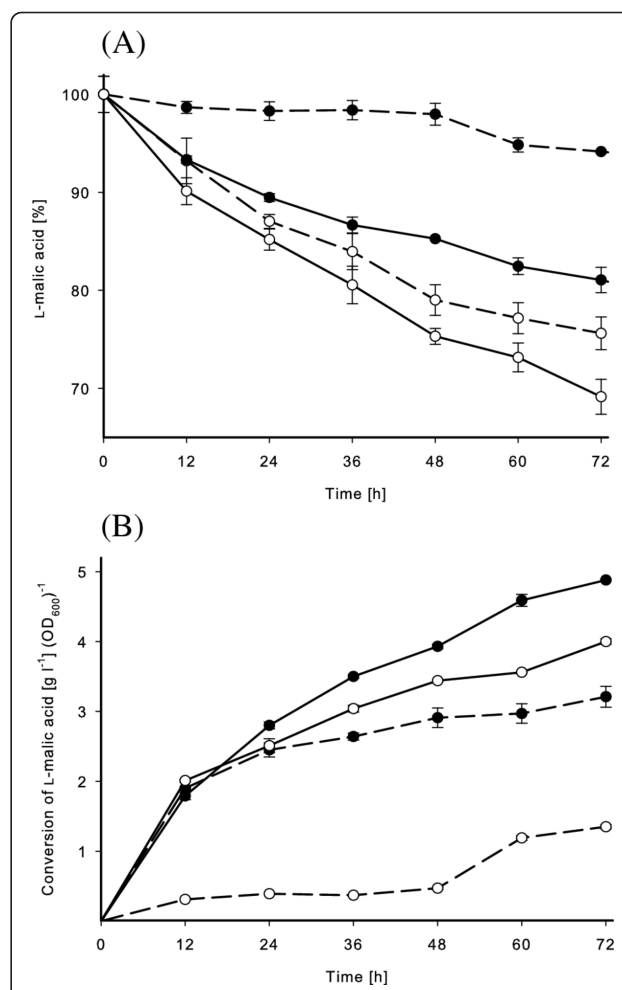 (A)
100
90
80
70
L-malic acid [%]
0 12 24 36 48 60 72
Time [h]
(B)
5
4
3
2
1
Conversion of L-malic acid [g l⁻¹] (OD₆₀₀)⁻¹
0 12 24 36 48 60 72
Time [h]